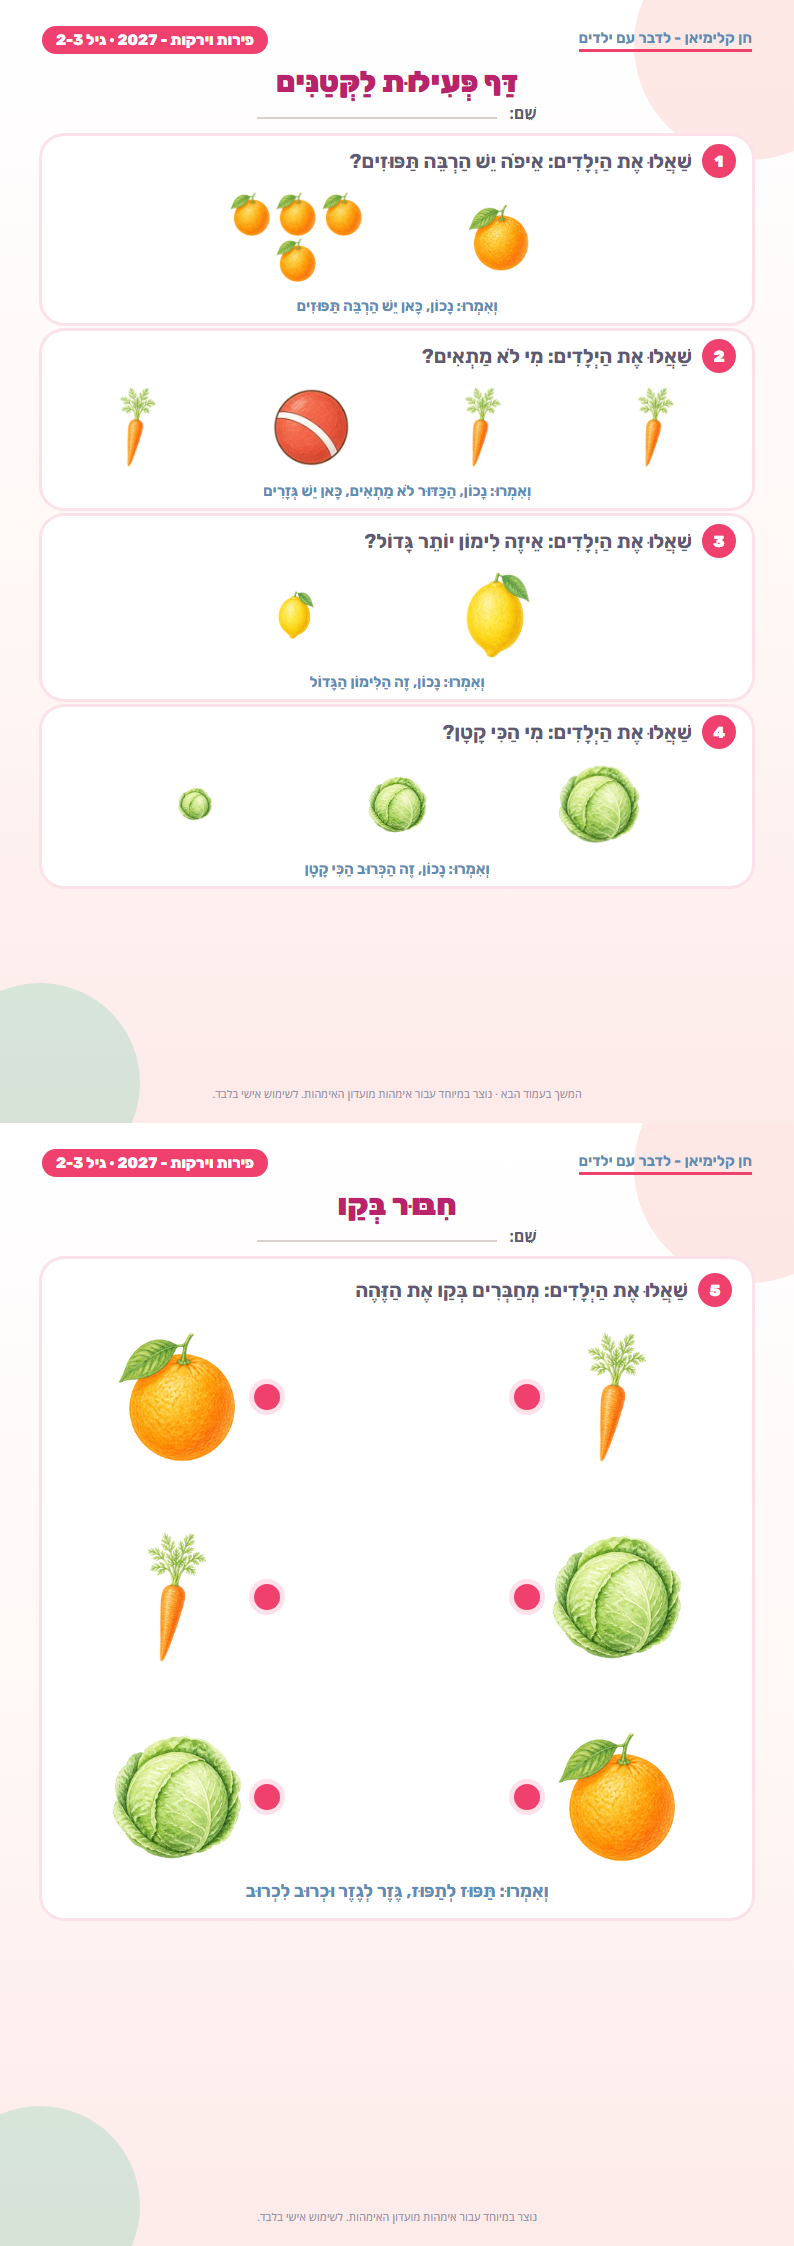 חן קלימיאן - לדבר עם ילדים
פירות וירקות - 2027 • גיל 2-3
דַּף פְּעִילוּת לַקְּטַנִּים
שֵׁם:
1 שַׁאֲלוּ אֶת הַיְלָדִים: אֵיפֹה יֵשׁ הַרְבֵּה תַּפּוּזִים?
וְאִמְרוּ: נָכוֹן, כָּאן יֵשׁ הַרְבֵּה תַּפּוּזִים
2 שַׁאֲלוּ אֶת הַיְלָדִים: מִי לֹא מַתְאִים?
וְאִמְרוּ: נָכוֹן, הַכַּדּוּר לֹא מַתְאִים, כָּאן יֵשׁ גְּזָרִים
3 שַׁאֲלוּ אֶת הַיְלָדִים: אֵיזֶה לִימוֹן יוֹתֵר גָּדוֹל?
וְאִמְרוּ: נָכוֹן, זֶה הַלִּימוֹן הַגָּדוֹל
4 שַׁאֲלוּ אֶת הַיְלָדִים: מִי הַכִּי קָטָן?
וְאִמְרוּ: נָכוֹן, זֶה הַכְּרוּב הַכִּי קָטָן
המשך בעמוד הבא · נוצר במיוחד עבור אימהות מועדון האימהות. לשימוש אישי בלבד.
חן קלימיאן - לדבר עם ילדים
פירות וירקות - 2027 • גיל 2-3
חִבּוּר בְּקַו
שֵׁם:
5 שַׁאֲלוּ אֶת הַיְלָדִים: מְחַבְּרִים בְּקַו אֶת הַזֶּהֶה
וְאִמְרוּ: תַּפּוּז לְתַפּוּז, גֶּזֶר לְגֶזֶר וּכְרוּב לִכְרוּב
נוצר במיוחד עבור אימהות מועדון האימהות. לשימוש אישי בלבד.